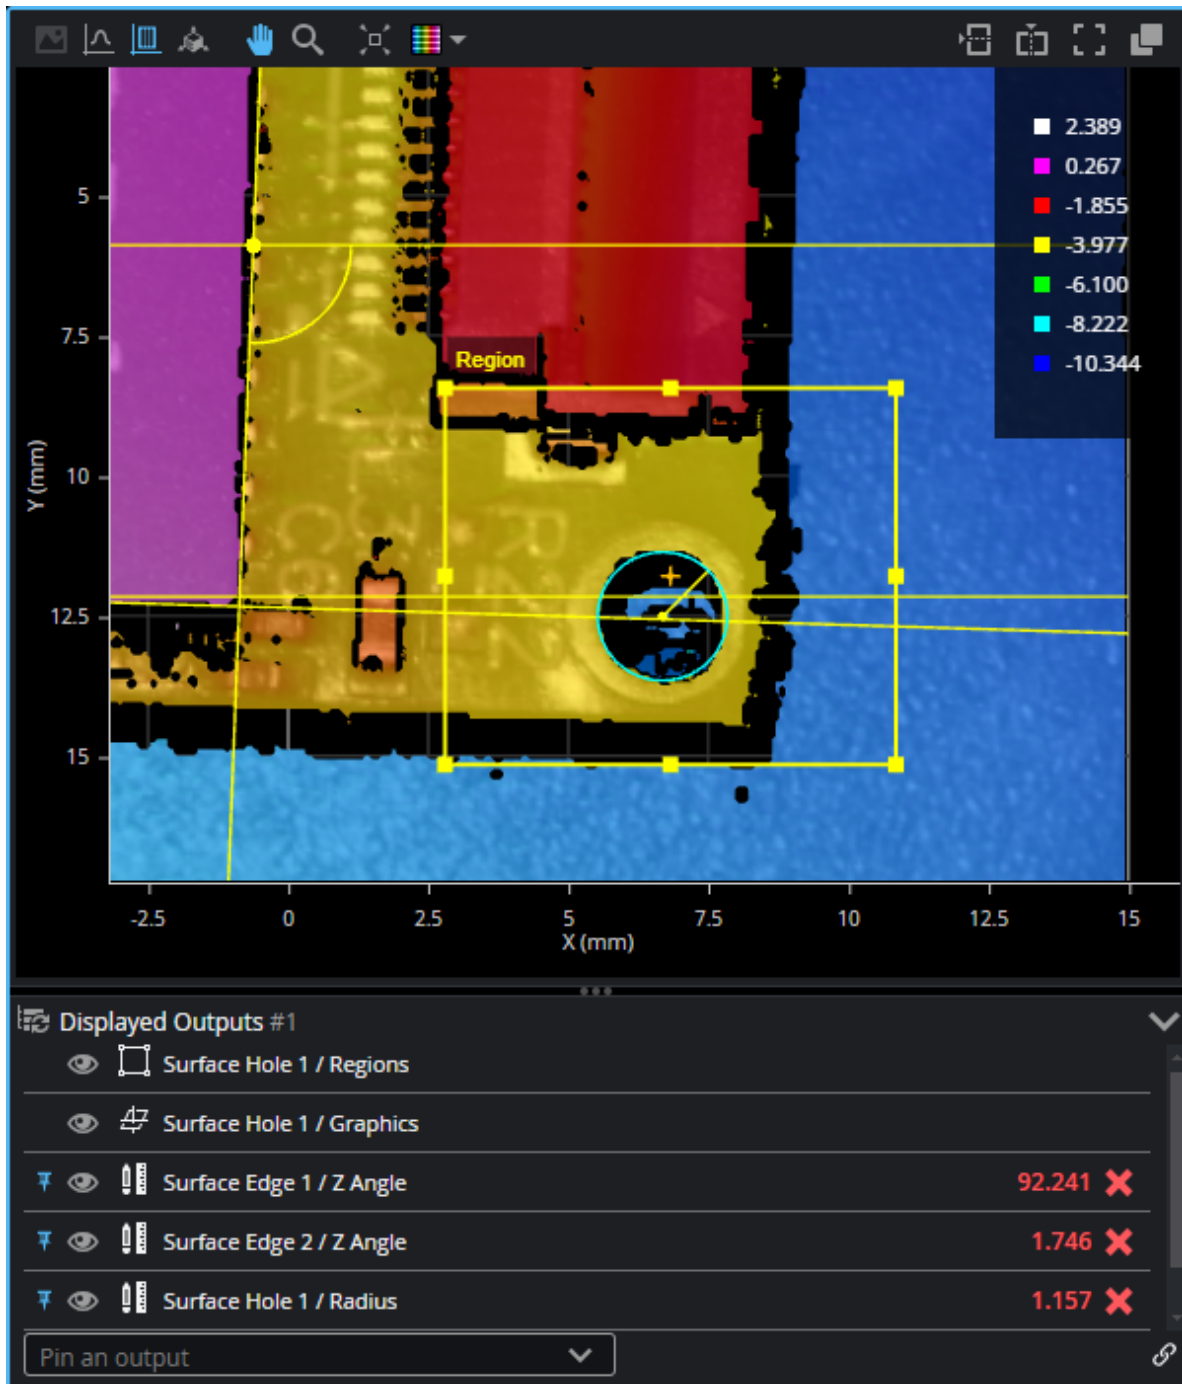 2.389
0.267
-1.855
-3.977
-6.100
-8.222
-10.344
5
7.5
10
12.5
15
Y (mm)
Region
R22
-2.5 0 2.5 5 7.5 10 12.5 15
X (mm)
Displayed Outputs #1
Surface Hole 1 / Regions
Surface Hole 1 / Graphics
Surface Edge 1 / Z Angle 92.241
Surface Edge 2 / Z Angle 1.746
Surface Hole 1 / Radius 1.157
Pin an output